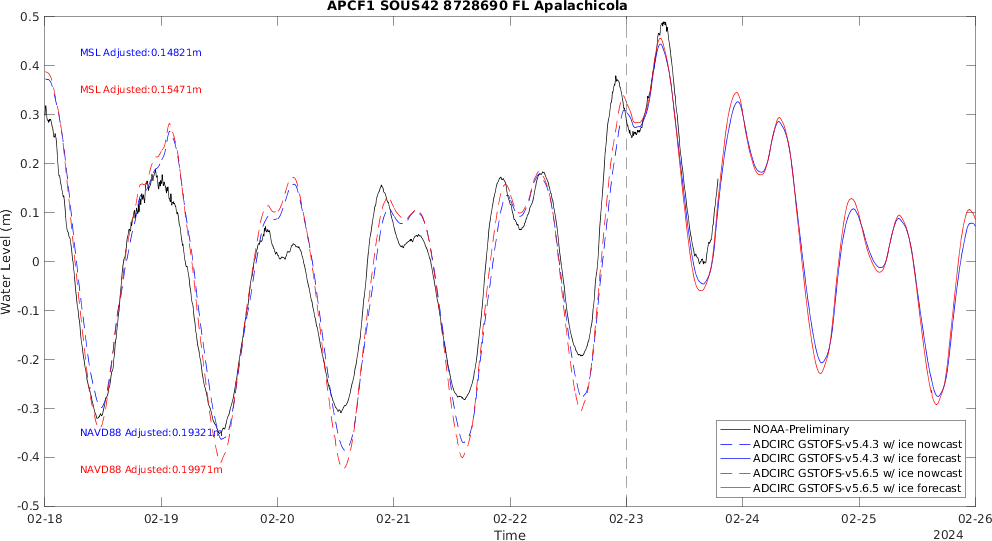 APCF1 SOUS42 8728690 FL Apalachicola
0.5
0.4
0.3
0.2
0.1
0
-0.1
-0.2
-0.3
-0.4
-0.5
Water Level (m)
MSL Adjusted:0.14821m
MSL Adjusted:0.15471m
NAVD88 Adjusted:0.19321m
NAVD88 Adjusted:0.19971m
NOAA-Preliminary
ADCIRC GSTOFS-v5.4.3 w/ ice nowcast
ADCIRC GSTOFS-v5.4.3 w/ ice forecast
ADCIRC GSTOFS-v5.6.5 w/ ice nowcast
ADCIRC GSTOFS-v5.6.5 w/ ice forecast
02-18 02-19 02-20 02-21 02-22 02-23 02-24 02-25 02-26
Time
2024